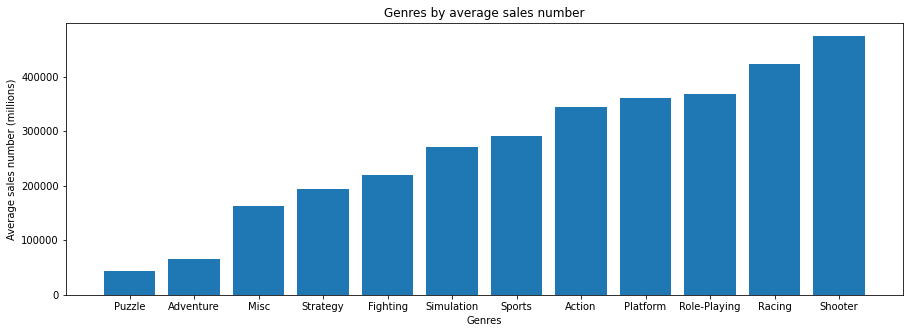 Genres by average sales number
Average sales number (millions)
400000
300000
200000
100000
0
Puzzle Adventure Misc Strategy Fighting Simulation Sports Action Platform Role-Playing Racing Shooter
Genres